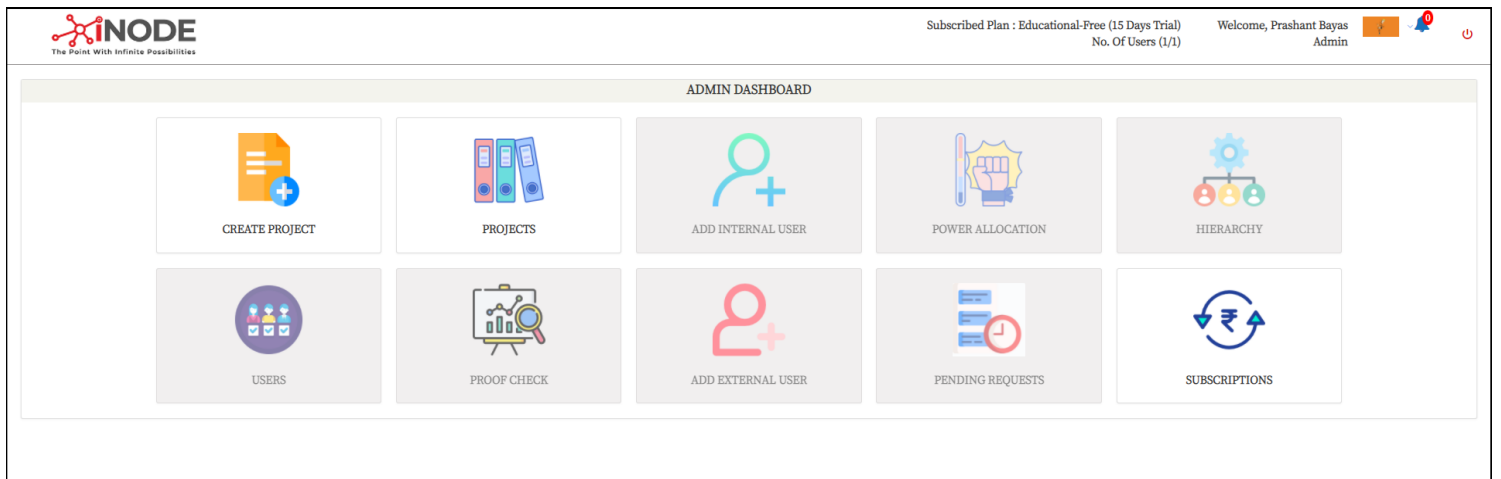 iNODE
The Point With Infinite Possibilities
Subscribed Plan : Educational-Free (15 Days Trial)
No. Of Users (1/1)
Welcome, Prashant Bayas
Admin
0
ADMIN DASHBOARD
CREATE PROJECT
PROJECTS
ADD INTERNAL USER
POWER ALLOCATION
HIERARCHY
USERS
PROOF CHECK
ADD EXTERNAL USER
PENDING REQUESTS
₹
SUBSCRIPTIONS